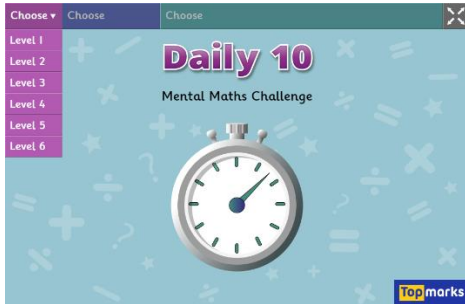 Choose ▾ Choose Choose
Level 1
Level 2
Level 3
Level 4
Level 5
Level 6
Daily 10
Mental Maths Challenge
Topmarks